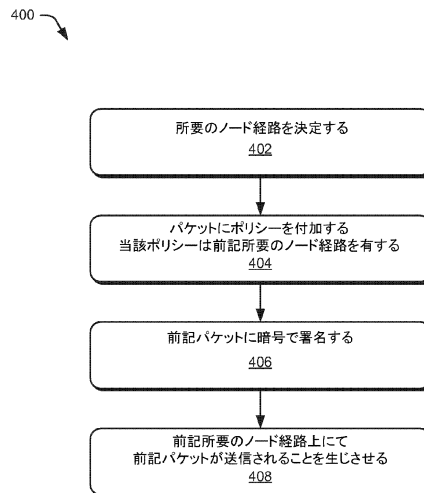 400
所要のノード経路を決定する
402
パケットにポリシーを付加する
当該ポリシーは前記所要のノード経路を有する
404
前記パケットに暗号で署名する
406
前記所要のノード経路上にて
前記パケットが送信されることを生じさせる
408